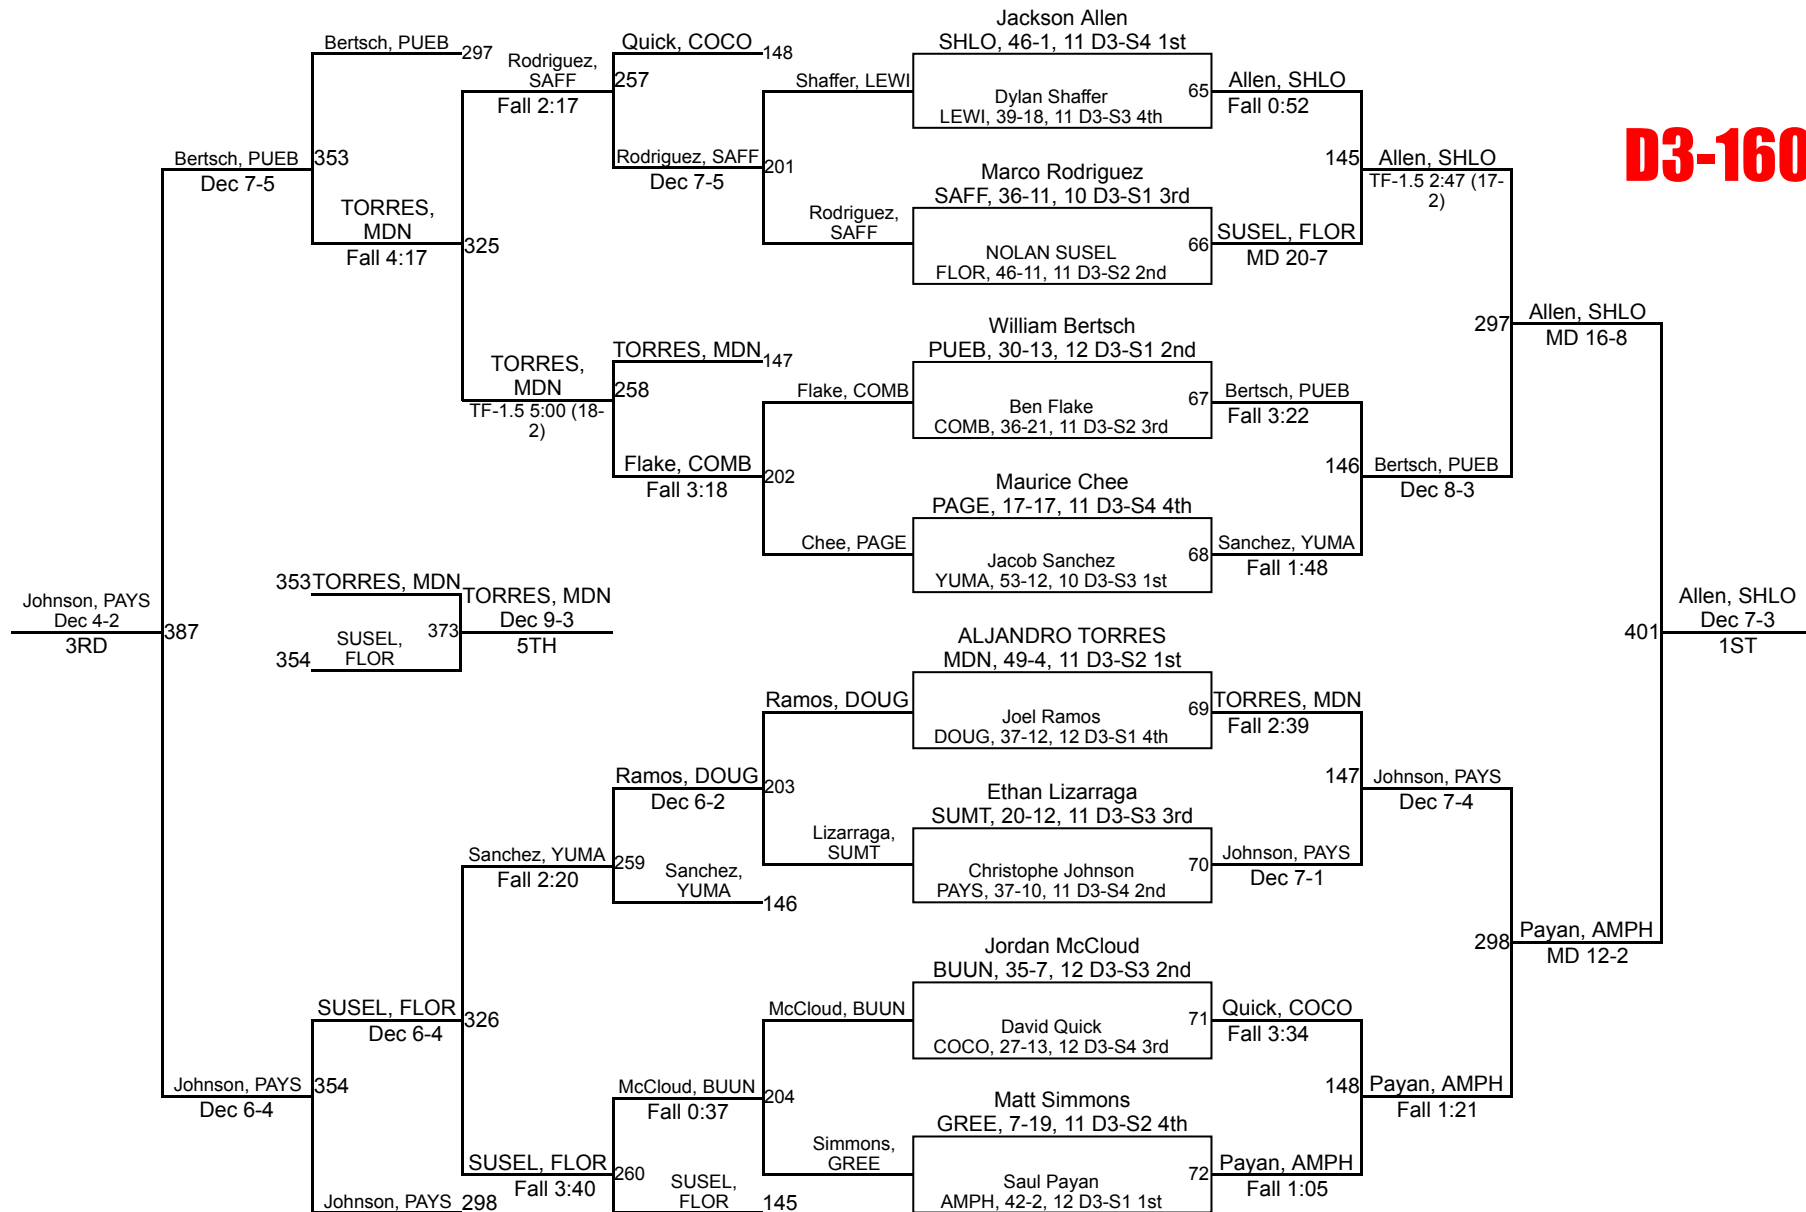 D3-160
Bertsch, PUEB
297
Rodriguez,
SAFF
Fall 2:17
Quick, COCO
148
257
Rodriguez, SAFF
Dec 7-5
201
Shaffer, LEWI
Rodriguez,
SAFF
Jackson Allen
SHLO, 46-1, 11 D3-S4 1st
Dylan Shaffer
LEWI, 39-18, 11 D3-S3 4th
65
Allen, SHLO
Fall 0:52
Marco Rodriguez
SAFF, 36-11, 10 D3-S1 3rd
NOLAN SUSEL
FLOR, 46-11, 11 D3-S2 2nd
66
SUSEL, FLOR
MD 20-7
145
Allen, SHLO
TF-1.5 2:47 (17-
2)
Bertsch, PUEB
Dec 7-5
353
TORRES,
MDN
Fall 4:17
325
TORRES,
MDN
TF-1.5 5:00 (18-
2)
TORRES, MDN
147
258
Flake, COMB
Fall 3:18
202
Flake, COMB
Chee, PAGE
William Bertsch
PUEB, 30-13, 12 D3-S1 2nd
Ben Flake
COMB, 36-21, 11 D3-S2 3rd
67
Bertsch, PUEB
Fall 3:22
Maurice Chee
PAGE, 17-17, 11 D3-S4 4th
Jacob Sanchez
YUMA, 53-12, 10 D3-S3 1st
68
Sanchez, YUMA
Fall 1:48
146
Bertsch, PUEB
Dec 8-3
297
Allen, SHLO
MD 16-8
Johnson, PAYS
Dec 4-2
3RD
387
353
TORRES, MDN
354
SUSEL,
FLOR
373
TORRES, MDN
Dec 9-3
5TH
401
Allen, SHLO
Dec 7-3
1ST
Ramos, DOUG
Lizarraga,
SUMT
203
Ramos, DOUG
Dec 6-2
Sanchez, YUMA
Fall 2:20
259
Sanchez,
YUMA
146
ALJANDRO TORRES
MDN, 49-4, 11 D3-S2 1st
Joel Ramos
DOUG, 37-12, 12 D3-S1 4th
69
TORRES, MDN
Fall 2:39
Ethan Lizarraga
SUMT, 20-12, 11 D3-S3 3rd
Christophe Johnson
PAYS, 37-10, 11 D3-S4 2nd
70
Johnson, PAYS
Dec 7-1
147
Johnson, PAYS
Dec 7-4
298
Payan, AMPH
MD 12-2
SUSEL, FLOR
Dec 6-4
326
Johnson, PAYS
Dec 6-4
354
Johnson, PAYS
298
SUSEL, FLOR
Fall 3:40
260
McCloud, BUUN
Fall 0:37
204
SUSEL,
FLOR
145
McCloud, BUUN
Simmons,
GREE
Jordan McCloud
BUUN, 35-7, 12 D3-S3 2nd
David Quick
COCO, 27-13, 12 D3-S4 3rd
71
Quick, COCO
Fall 3:34
Matt Simmons
GREE, 7-19, 11 D3-S2 4th
Saul Payan
AMPH, 42-2, 12 D3-S1 1st
72
Payan, AMPH
Fall 1:05
148
Payan, AMPH
Fall 1:21